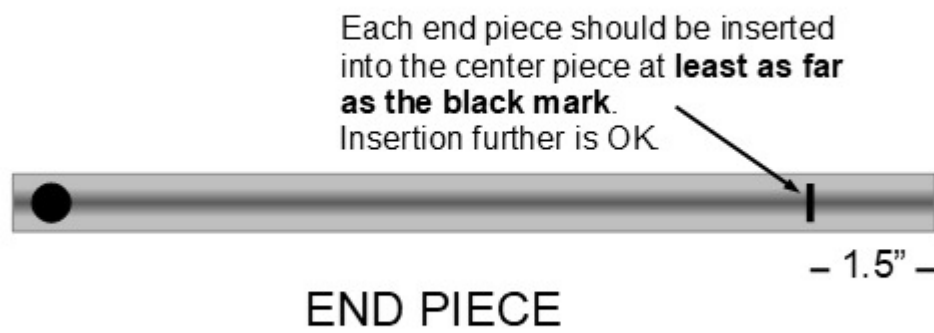 Each end piece should be inserted
into the center piece at least as far
as the black mark.
Insertion further is OK.
– 1.5” –
END PIECE